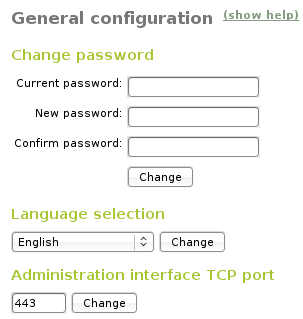 General configuration (show help)
Change password
Current password:
New password:
Confirm password:
Change
Language selection
English Change
Administration interface TCP port
443 Change